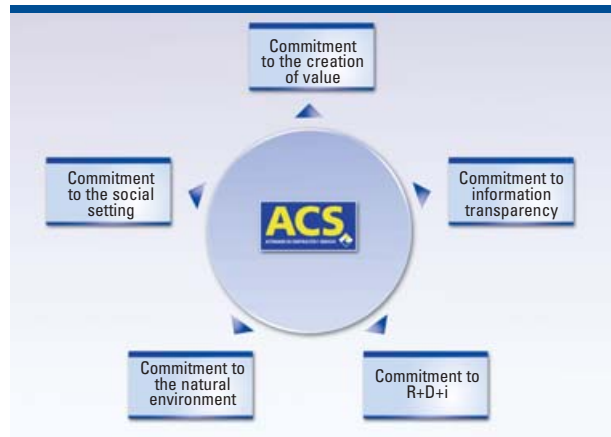 Commitment
to the creation
of value
Commitment
to the social
setting
Commitment to
information
transparency
ACS
Commitment to
the natural
environment
Commitment to
R+D+i